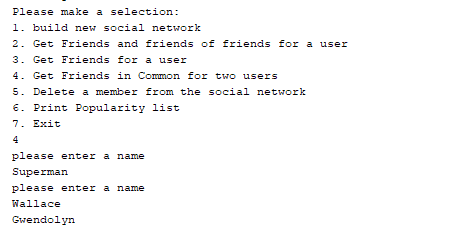 Please make a selection:
1. build new social network
2. Get Friends and friends of friends for a user
3. Get Friends for a user
4. Get Friends in Common for two users
5. Delete a member from the social network
6. Print Popularity list
7. Exit
4
please enter a name
Superman
please enter a name
Wallace
Gwendolyn